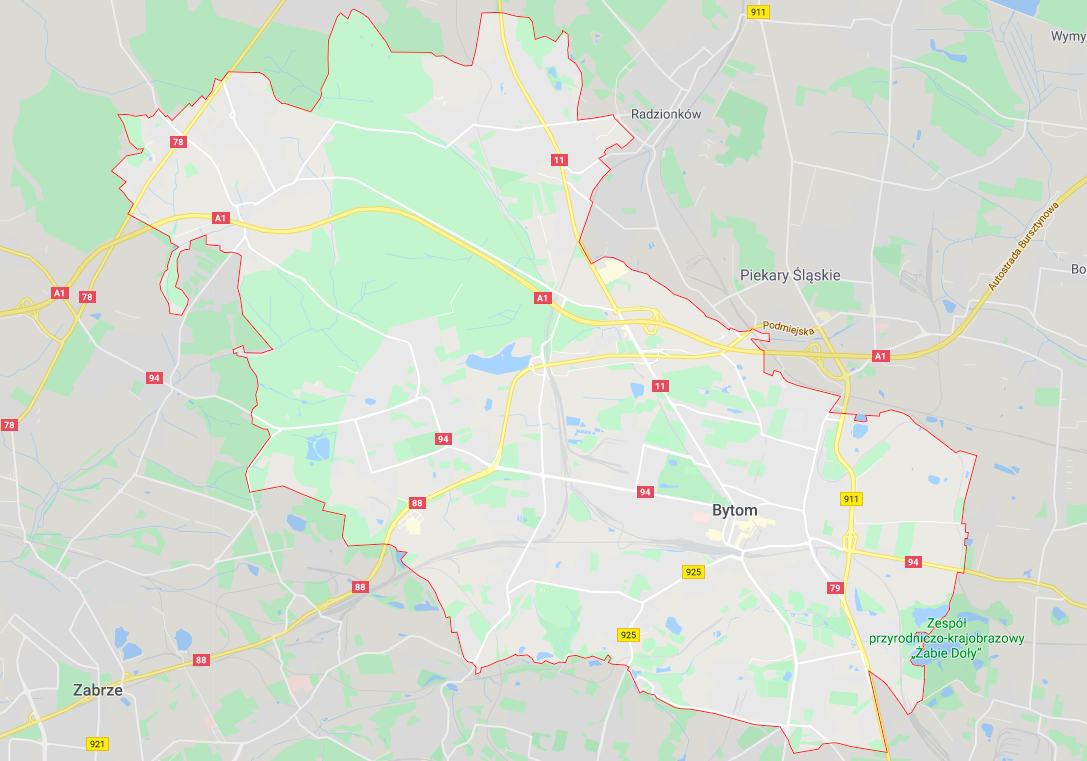 911
Wymy
Radzionków
78
11
Autostrada Bursztynowa
A1
Piekary Śląskie
Bo
A1
78
A1
Podmiejska
A1
94
11
78
94
94
911
88
Bytom
94
925
88
79
925
Zespół
przyrodniczo-krajobrazowy
„Żabie Doły”
88
Zabrze
921